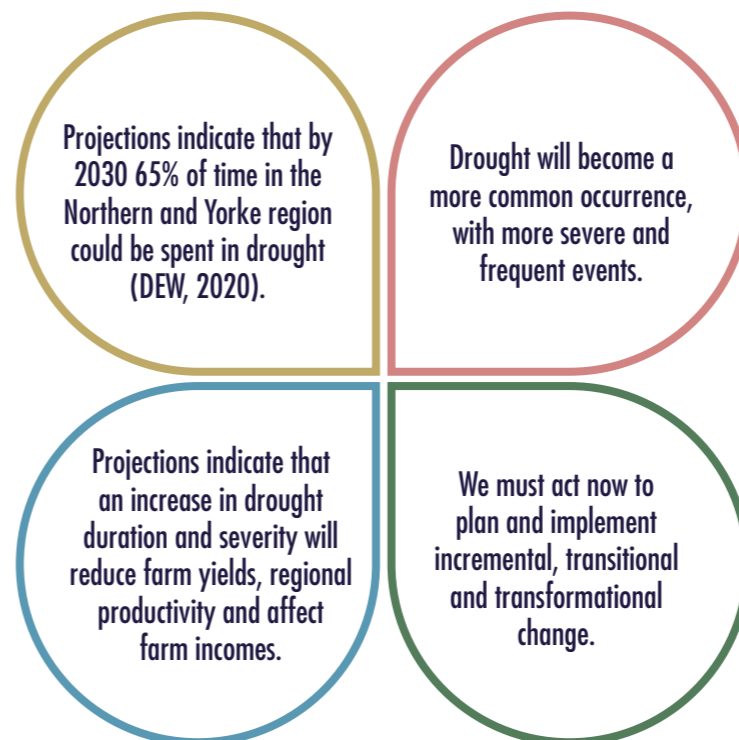 Projections indicate that by
2030 65% of time in the
Northern and Yorke region
could be spent in drought
(DEW, 2020).
Drought will become a
more common occurrence,
with more severe and
frequent events.
Projections indicate that
an increase in drought
duration and severity will
reduce farm yields, regional
productivity and affect
farm incomes.
We must act now to
plan and implement
incremental, transitional
and transformational
change.